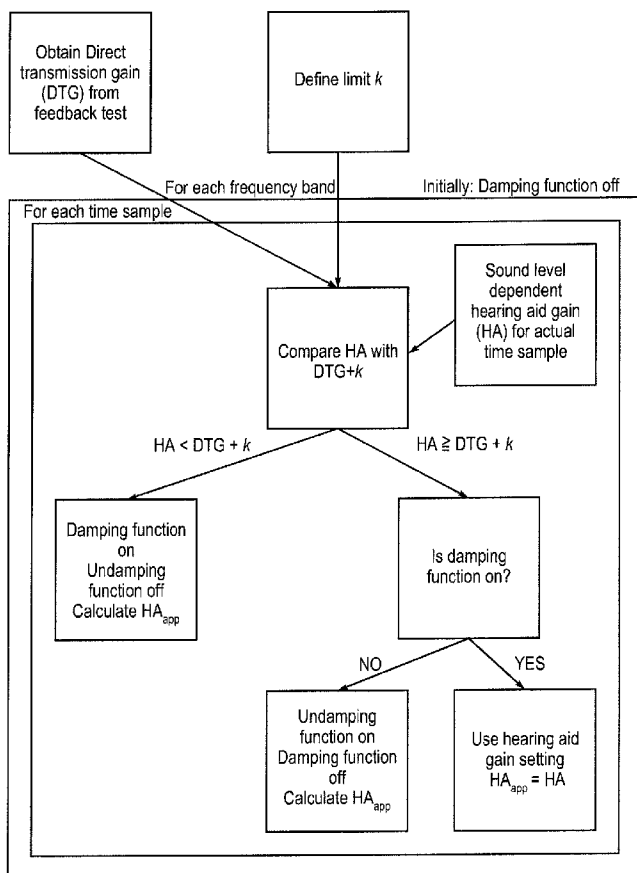 Obtain Direct
transmission gain
(DTG) from
feedback test
Define limit k
For each frequency band
Initially: Damping function off
For each time sample
Sound level
dependent
hearing aid gain
(HA) for actual
time sample
Compare HA with
DTG+k
HA < DTG + k
HA ≧ DTG + k
Damping function
on
Undamping
function off
Calculate HAapp
Is damping
function on?
NO
YES
Undamping
function on
Damping function
off
Calculate HAapp
Use hearing aid
gain setting
HAapp = HA